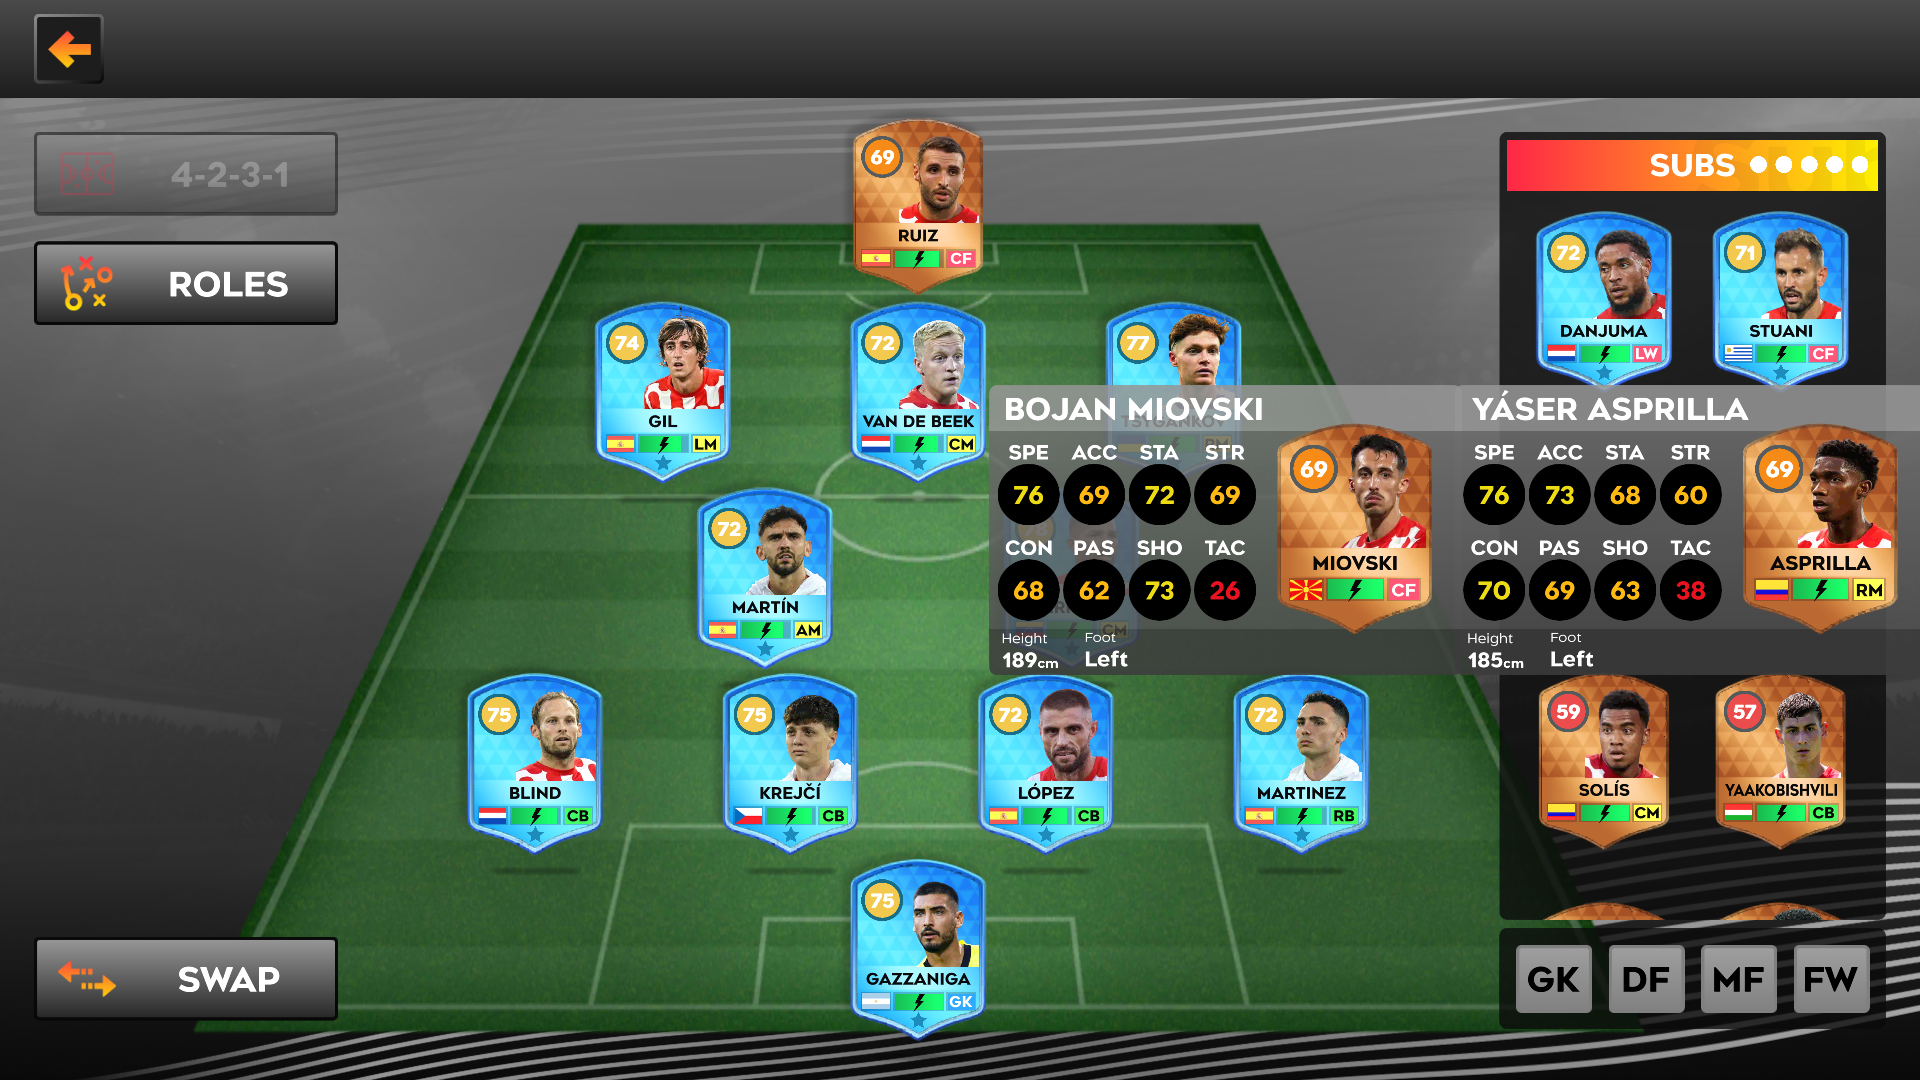 4-2-3-1
ROLES
SWAP
69
RUIZ
CF
74
GIL
LM
72
VAN DE BEEK
CM
77
TSYGANKOV
RM
72
MARTÍN
AM
CM
75
BLIND
CB
75
KREJČÍ
CB
72
LÓPEZ
CB
72
MARTINEZ
RB
75
GAZZANIGA
GK
SUBS
72
DANJUMA
LW
71
STUANI
CF
BOJAN MIOVSKI
SPE ACC STA STR
76 69 72 69
CON PAS SHO TAC
68 62 73 26
Height Foot
189cm Left
69
MIOVSKI
CF
YÁSER ASPRILLA
SPE ACC STA STR
76 73 68 60
CON PAS SHO TAC
70 69 63 38
Height Foot
185cm Left
69
ASPRILLA
RM
59
SOLÍS
CM
57
YAAKOBISHVILI
CB
GK DF MF FW